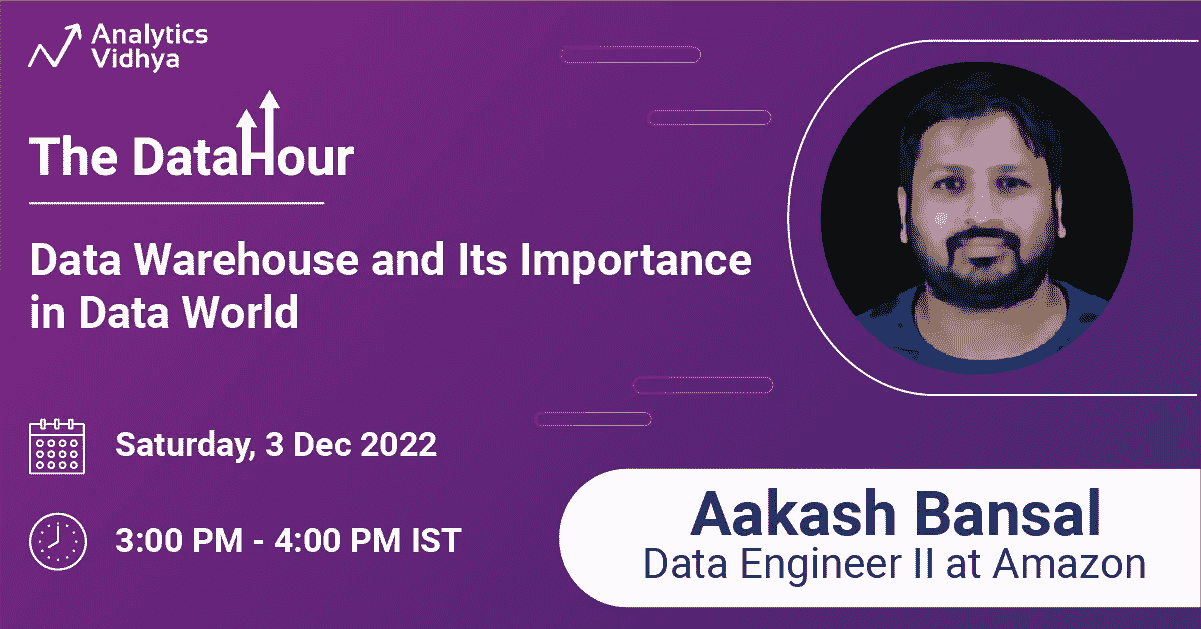 Analytics
Vidhya
The DataHour
Data Warehouse and Its Importance
in Data World
Saturday, 3 Dec 2022
3:00 PM - 4:00 PM IST
Aakash Bansal
Data Engineer II at Amazon